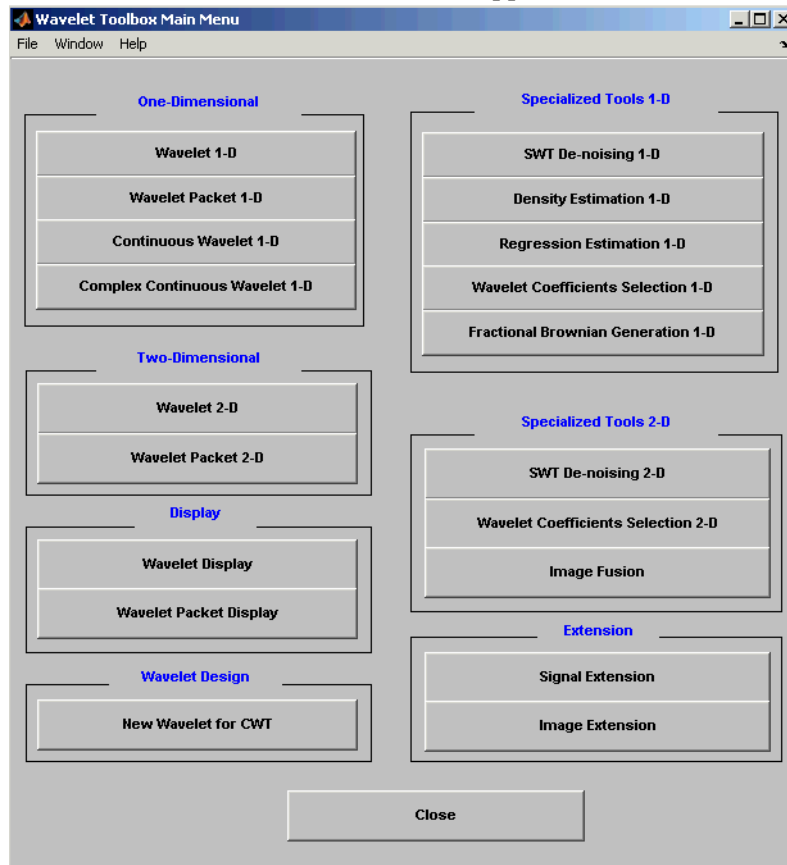 Wavelet Toolbox Main Menu
File Window Help
One-Dimensional
Wavelet 1-D
Wavelet Packet 1-D
Continuous Wavelet 1-D
Complex Continuous Wavelet 1-D
Two-Dimensional
Wavelet 2-D
Wavelet Packet 2-D
Display
Wavelet Display
Wavelet Packet Display
Wavelet Design
New Wavelet for CWT
Specialized Tools 1-D
SWT De-noising 1-D
Density Estimation 1-D
Regression Estimation 1-D
Wavelet Coefficients Selection 1-D
Fractional Brownian Generation 1-D
Specialized Tools 2-D
SWT De-noising 2-D
Wavelet Coefficients Selection 2-D
Image Fusion
Extension
Signal Extension
Image Extension
Close